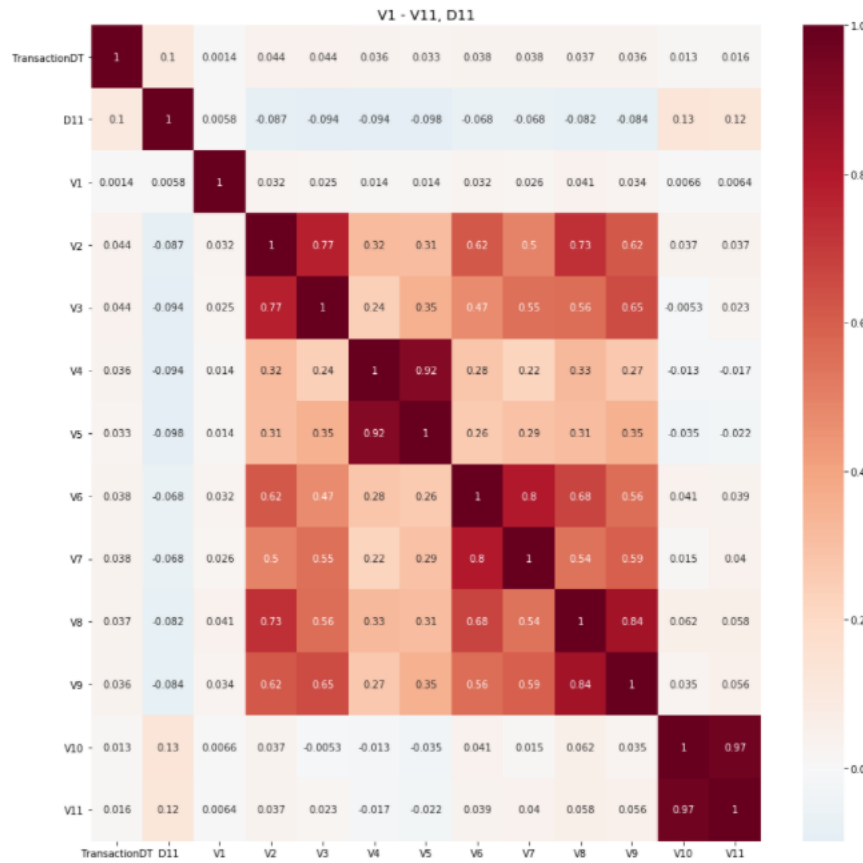 V1 - V11, D11
TransactionDT 1 0.1 0.0014 0.044 0.044 0.036 0.033 0.038 0.038 0.037 0.036 0.013 0.016
D11 0.1 1 0.0058 -0.087 -0.094 -0.094 -0.098 -0.068 -0.068 -0.082 -0.084 0.13 0.12
V1 0.0014 0.0058 1 0.032 0.025 0.014 0.014 0.032 0.026 0.041 0.034 0.0066 0.0064
V2 0.044 -0.087 0.032 1 0.77 0.32 0.31 0.62 0.5 0.73 0.62 0.037 0.037
V3 0.044 -0.094 0.025 0.77 1 0.24 0.35 0.47 0.55 0.56 0.65 -0.0053 0.023
V4 0.036 -0.094 0.014 0.32 0.24 1 0.92 0.28 0.22 0.33 0.27 -0.013 -0.017
V5 0.033 -0.098 0.014 0.31 0.35 0.92 1 0.26 0.29 0.31 0.35 -0.035 -0.022
V6 0.038 -0.068 0.032 0.62 0.47 0.28 0.26 1 0.8 0.68 0.56 0.041 0.039
V7 0.038 -0.068 0.026 0.5 0.55 0.22 0.29 0.8 1 0.54 0.59 0.015 0.04
V8 0.037 -0.082 0.041 0.73 0.56 0.33 0.31 0.68 0.54 1 0.84 0.062 0.058
V9 0.036 -0.084 0.034 0.62 0.65 0.27 0.35 0.56 0.59 0.84 1 0.035 0.056
V10 0.013 0.13 0.0066 0.037 -0.0053 -0.013 -0.035 0.041 0.015 0.062 0.035 1 0.97
V11 0.016 0.12 0.0064 0.037 0.023 -0.017 -0.022 0.039 0.04 0.058 0.056 0.97 1
TransactionDT D11 V1 V2 V3 V4 V5 V6 V7 V8 V9 V10 V11
1.0
0.8
0.6
0.4
0.2
0.0